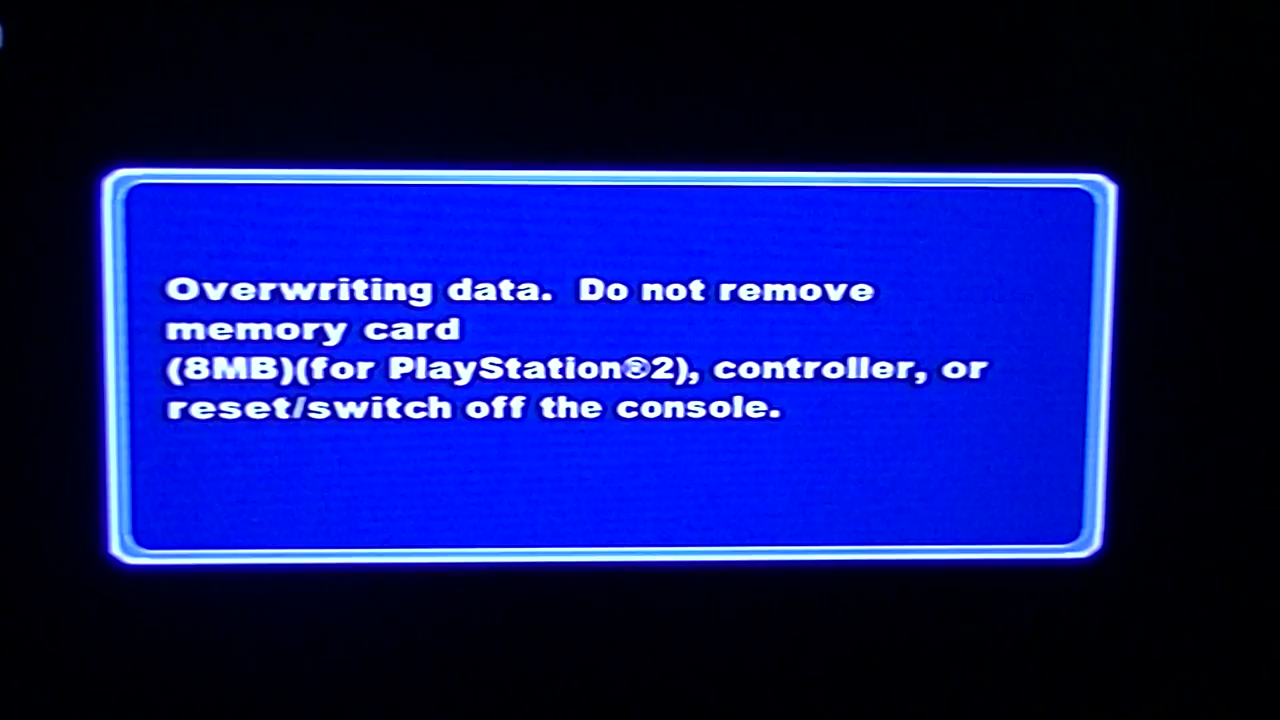 Overwriting data.  Do not remove
memory card
(8MB)(for PlayStation®2), controller, or
reset/switch off the console.